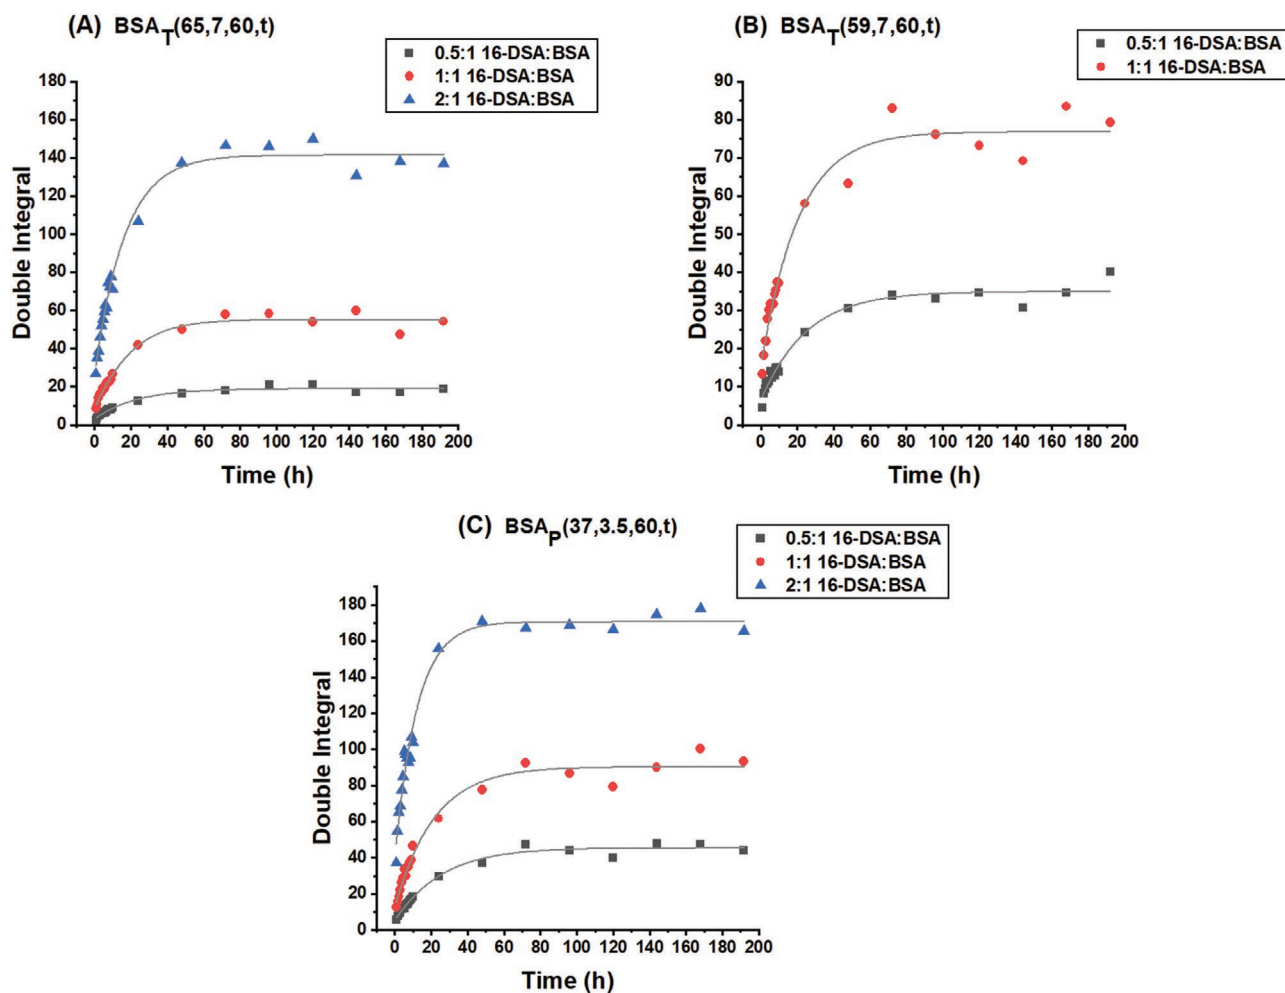 (A) BSA_T(65,7,60,t)
0.5:1 16-DSA:BSA
1:1 16-DSA:BSA
2:1 16-DSA:BSA
180
160
140
120
100
80
60
40
20
0
Double Integral
0 20 40 60 80 100 120 140 160 180 200
Time (h)
(B) BSA_T(59,7,60,t)
0.5:1 16-DSA:BSA
1:1 16-DSA:BSA
90
80
70
60
50
40
30
20
10
0
Double Integral
0 20 40 60 80 100 120 140 160 180 200
Time (h)
(C) BSA_P(37,3.5,60,t)
0.5:1 16-DSA:BSA
1:1 16-DSA:BSA
2:1 16-DSA:BSA
180
160
140
120
100
80
60
40
20
0
Double Integral
0 20 40 60 80 100 120 140 160 180 200
Time (h)